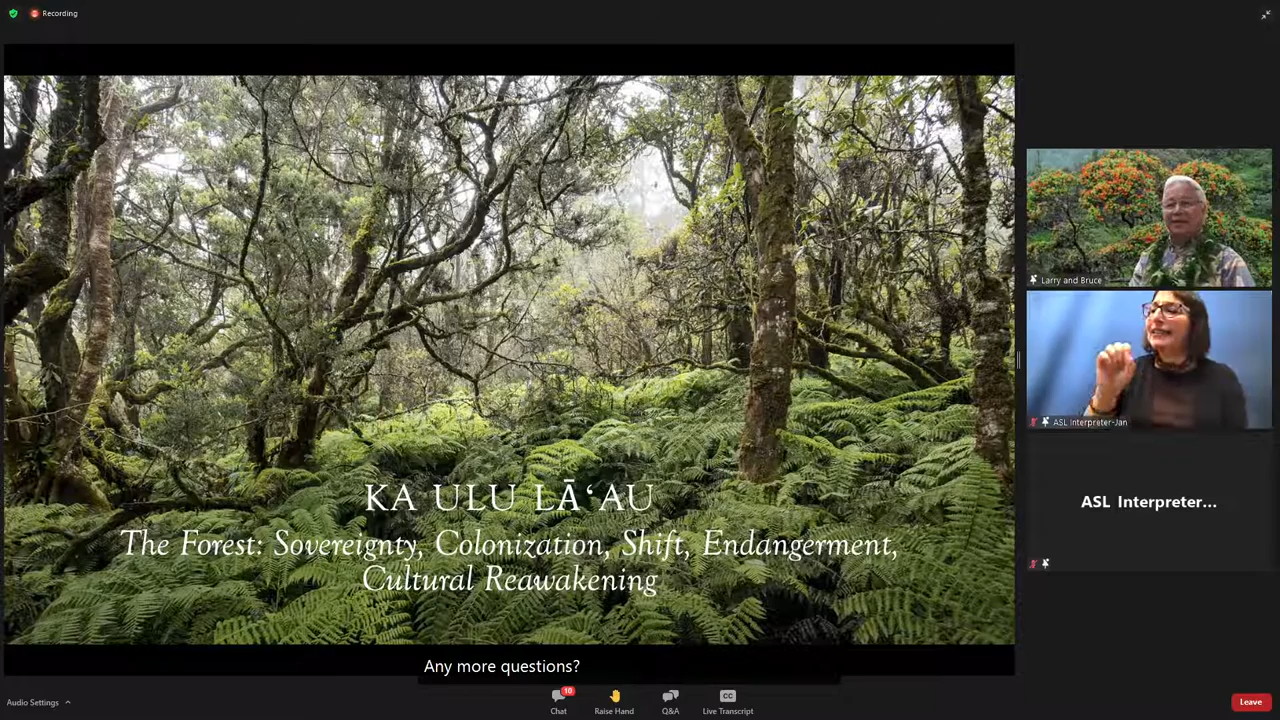 Recording
KA ULU LĀʻAU
The Forest: Sovereignty, Colonization, Shift, Endangerment,
Cultural Reawakening
Larry and Bruce
ASL Interpreter-Jan
ASL Interpreter...
Any more questions?
Audio Settings
10
Chat
Raise Hand
Q&A
CC
Live Transcript
Leave